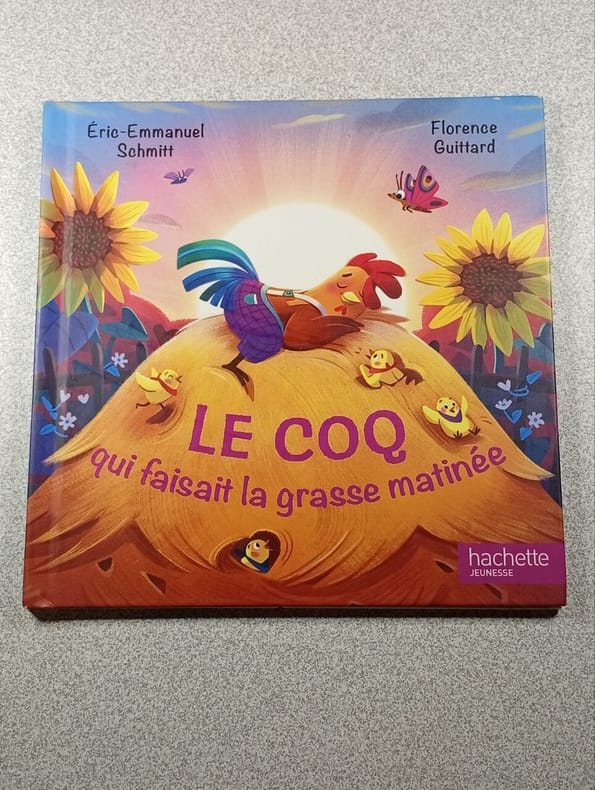 Éric-Emmanuel
Schmitt
Florence
Guittard
LE COQ
qui faisait la grasse matinée
hachette
JEUNESSE